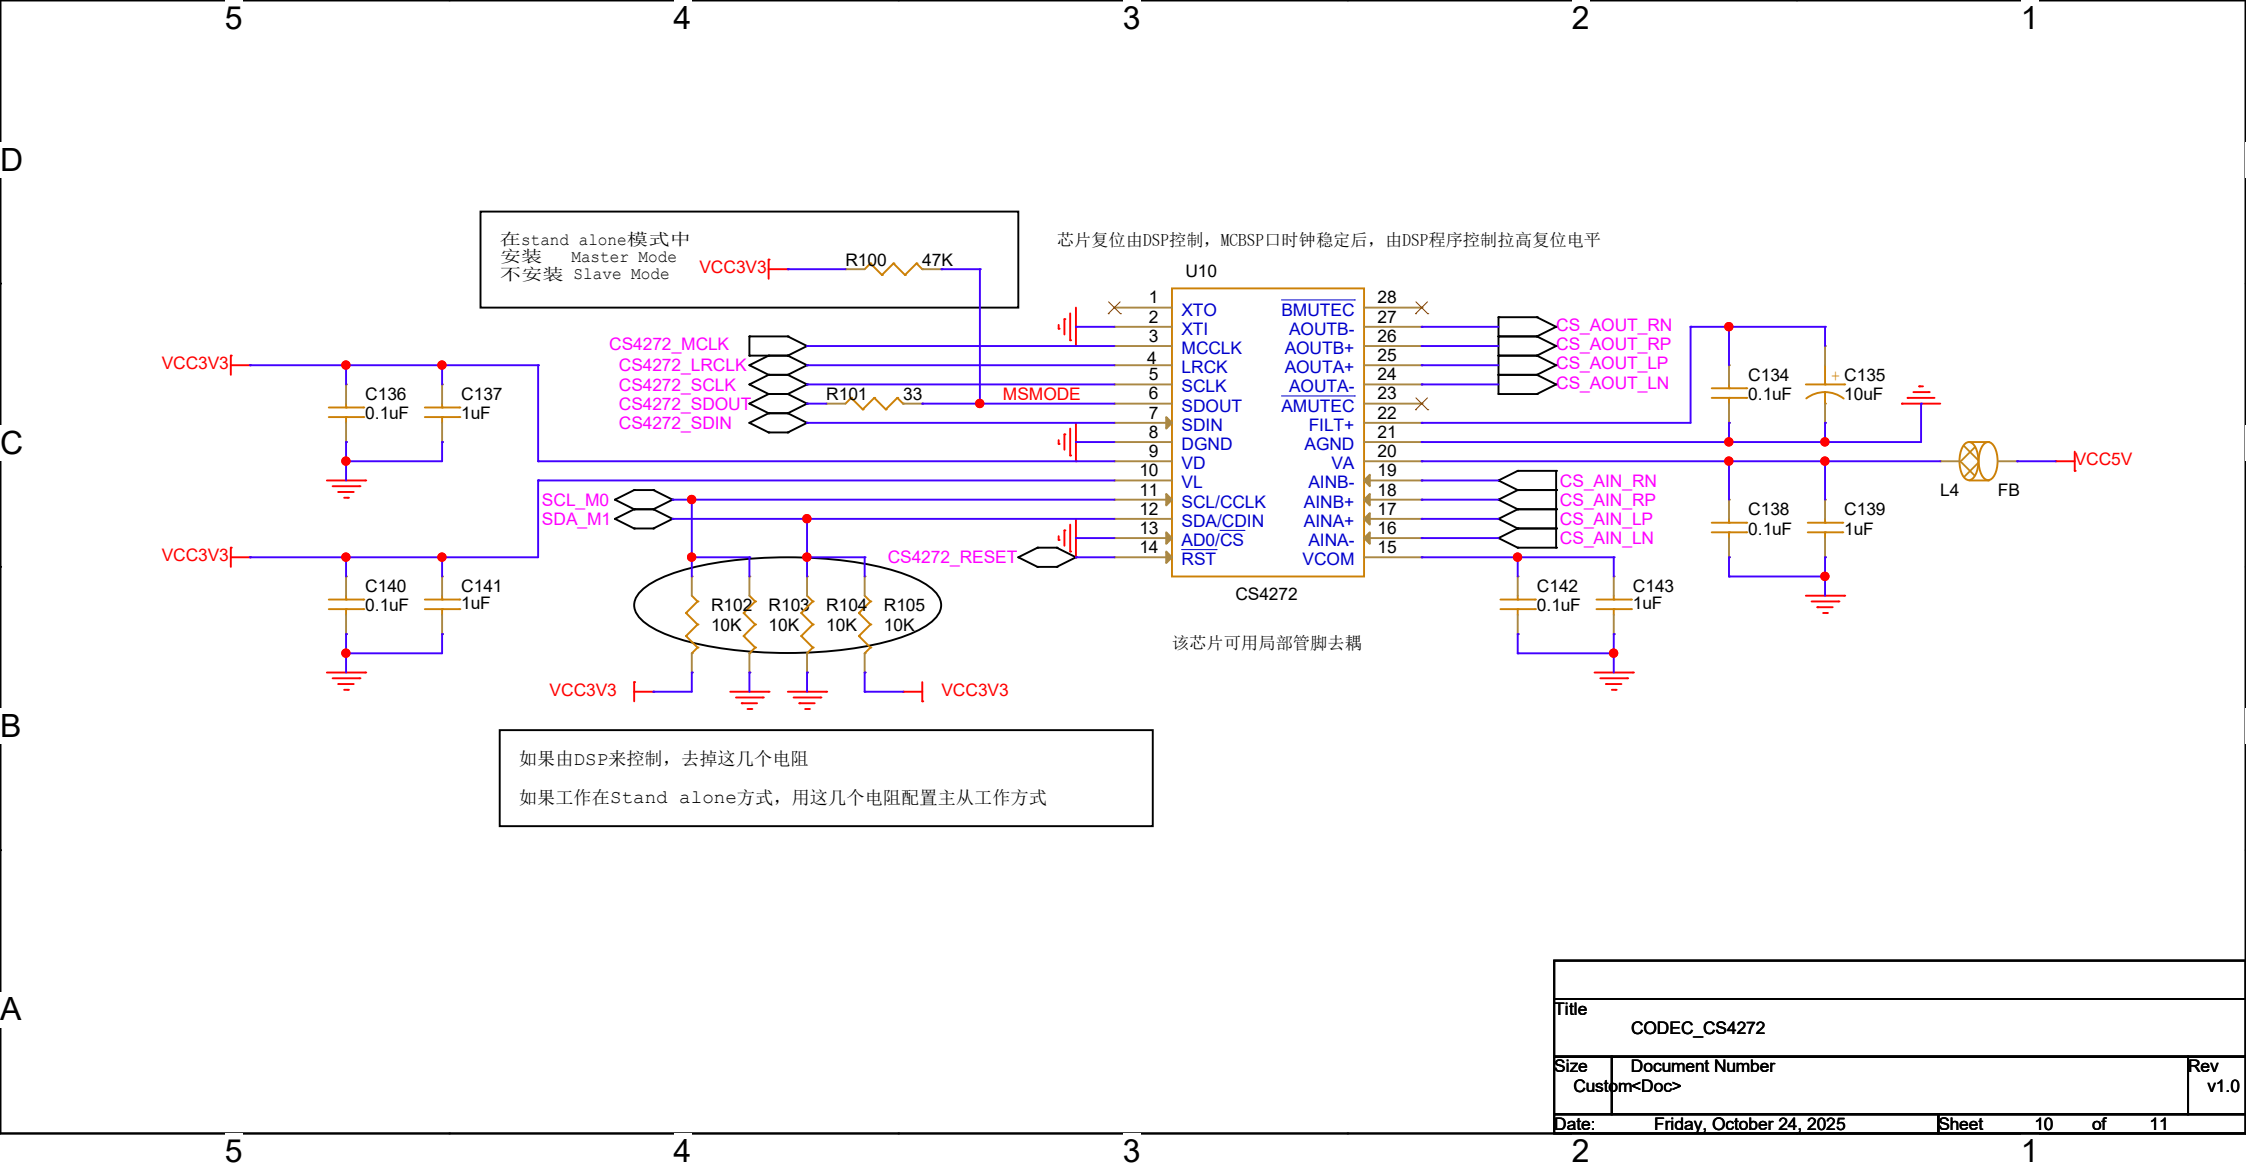 5 4 3 2 1
D
C
B
A
在stand alone模式中
安装 Master Mode
不安装 Slave Mode
VCC3V3
R100
47K
芯片复位由DSP控制，MCBSP口时钟稳定后，由DSP程序控制拉高复位电平
U10
1 XTO
2 XTI
3 MCCLK
4 LRCK
5 SCLK
6 SDOUT
7 SDIN
8 DGND
9 VD
10 VL
11 SCL/CCLK
12 SDA/CDIN
13 AD0/CS
14 RST
28 BMUTEC
27 AOUTB-
26 AOUTB+
25 AOUTA+
24 AOUTA-
23 AMUTEC
22 FILT+
21 AGND
20 VA
19 AINB-
18 AINB+
17 AINA+
16 AINA-
15 VCOM
CS4272
该芯片可用局部管脚去耦
CS4272_MCLK
CS4272_LRCLK
CS4272_SCLK
CS4272_SDOUT
CS4272_SDIN
R101
33
MSMODE
VCC3V3
C136
0.1uF
C137
1uF
VCC3V3
C140
0.1uF
C141
1uF
SCL_M0
SDA_M1
CS4272_RESET
R102
10K
R103
10K
R104
10K
R105
10K
VCC3V3
VCC3V3
如果由DSP来控制，去掉这几个电阻
如果工作在Stand alone方式，用这几个电阻配置主从工作方式
CS_AOUT_RN
CS_AOUT_RP
CS_AOUT_LP
CS_AOUT_LN
C134
0.1uF
+
C135
10uF
CS_AIN_RN
CS_AIN_RP
CS_AIN_LP
CS_AIN_LN
L4
FB
VCC5V
C138
0.1uF
C139
1uF
C142
0.1uF
C143
1uF
Title
CODEC_CS4272
Size
Document Number
Rev
Custom
<Doc>
v1.0
Date:
Friday, October 24, 2025
Sheet 10 of 11
5 4 3 2 1